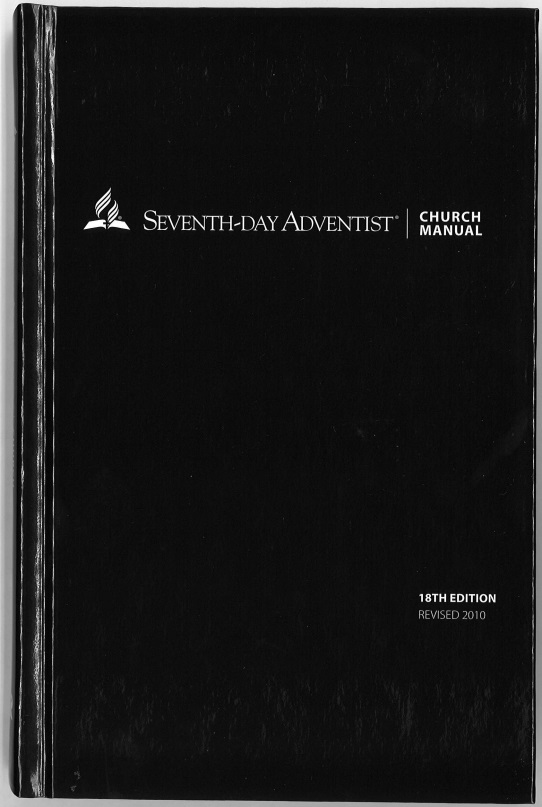 SEVENTH-DAY ADVENTIST® | CHURCH
MANUAL
18TH EDITION
REVISED 2010